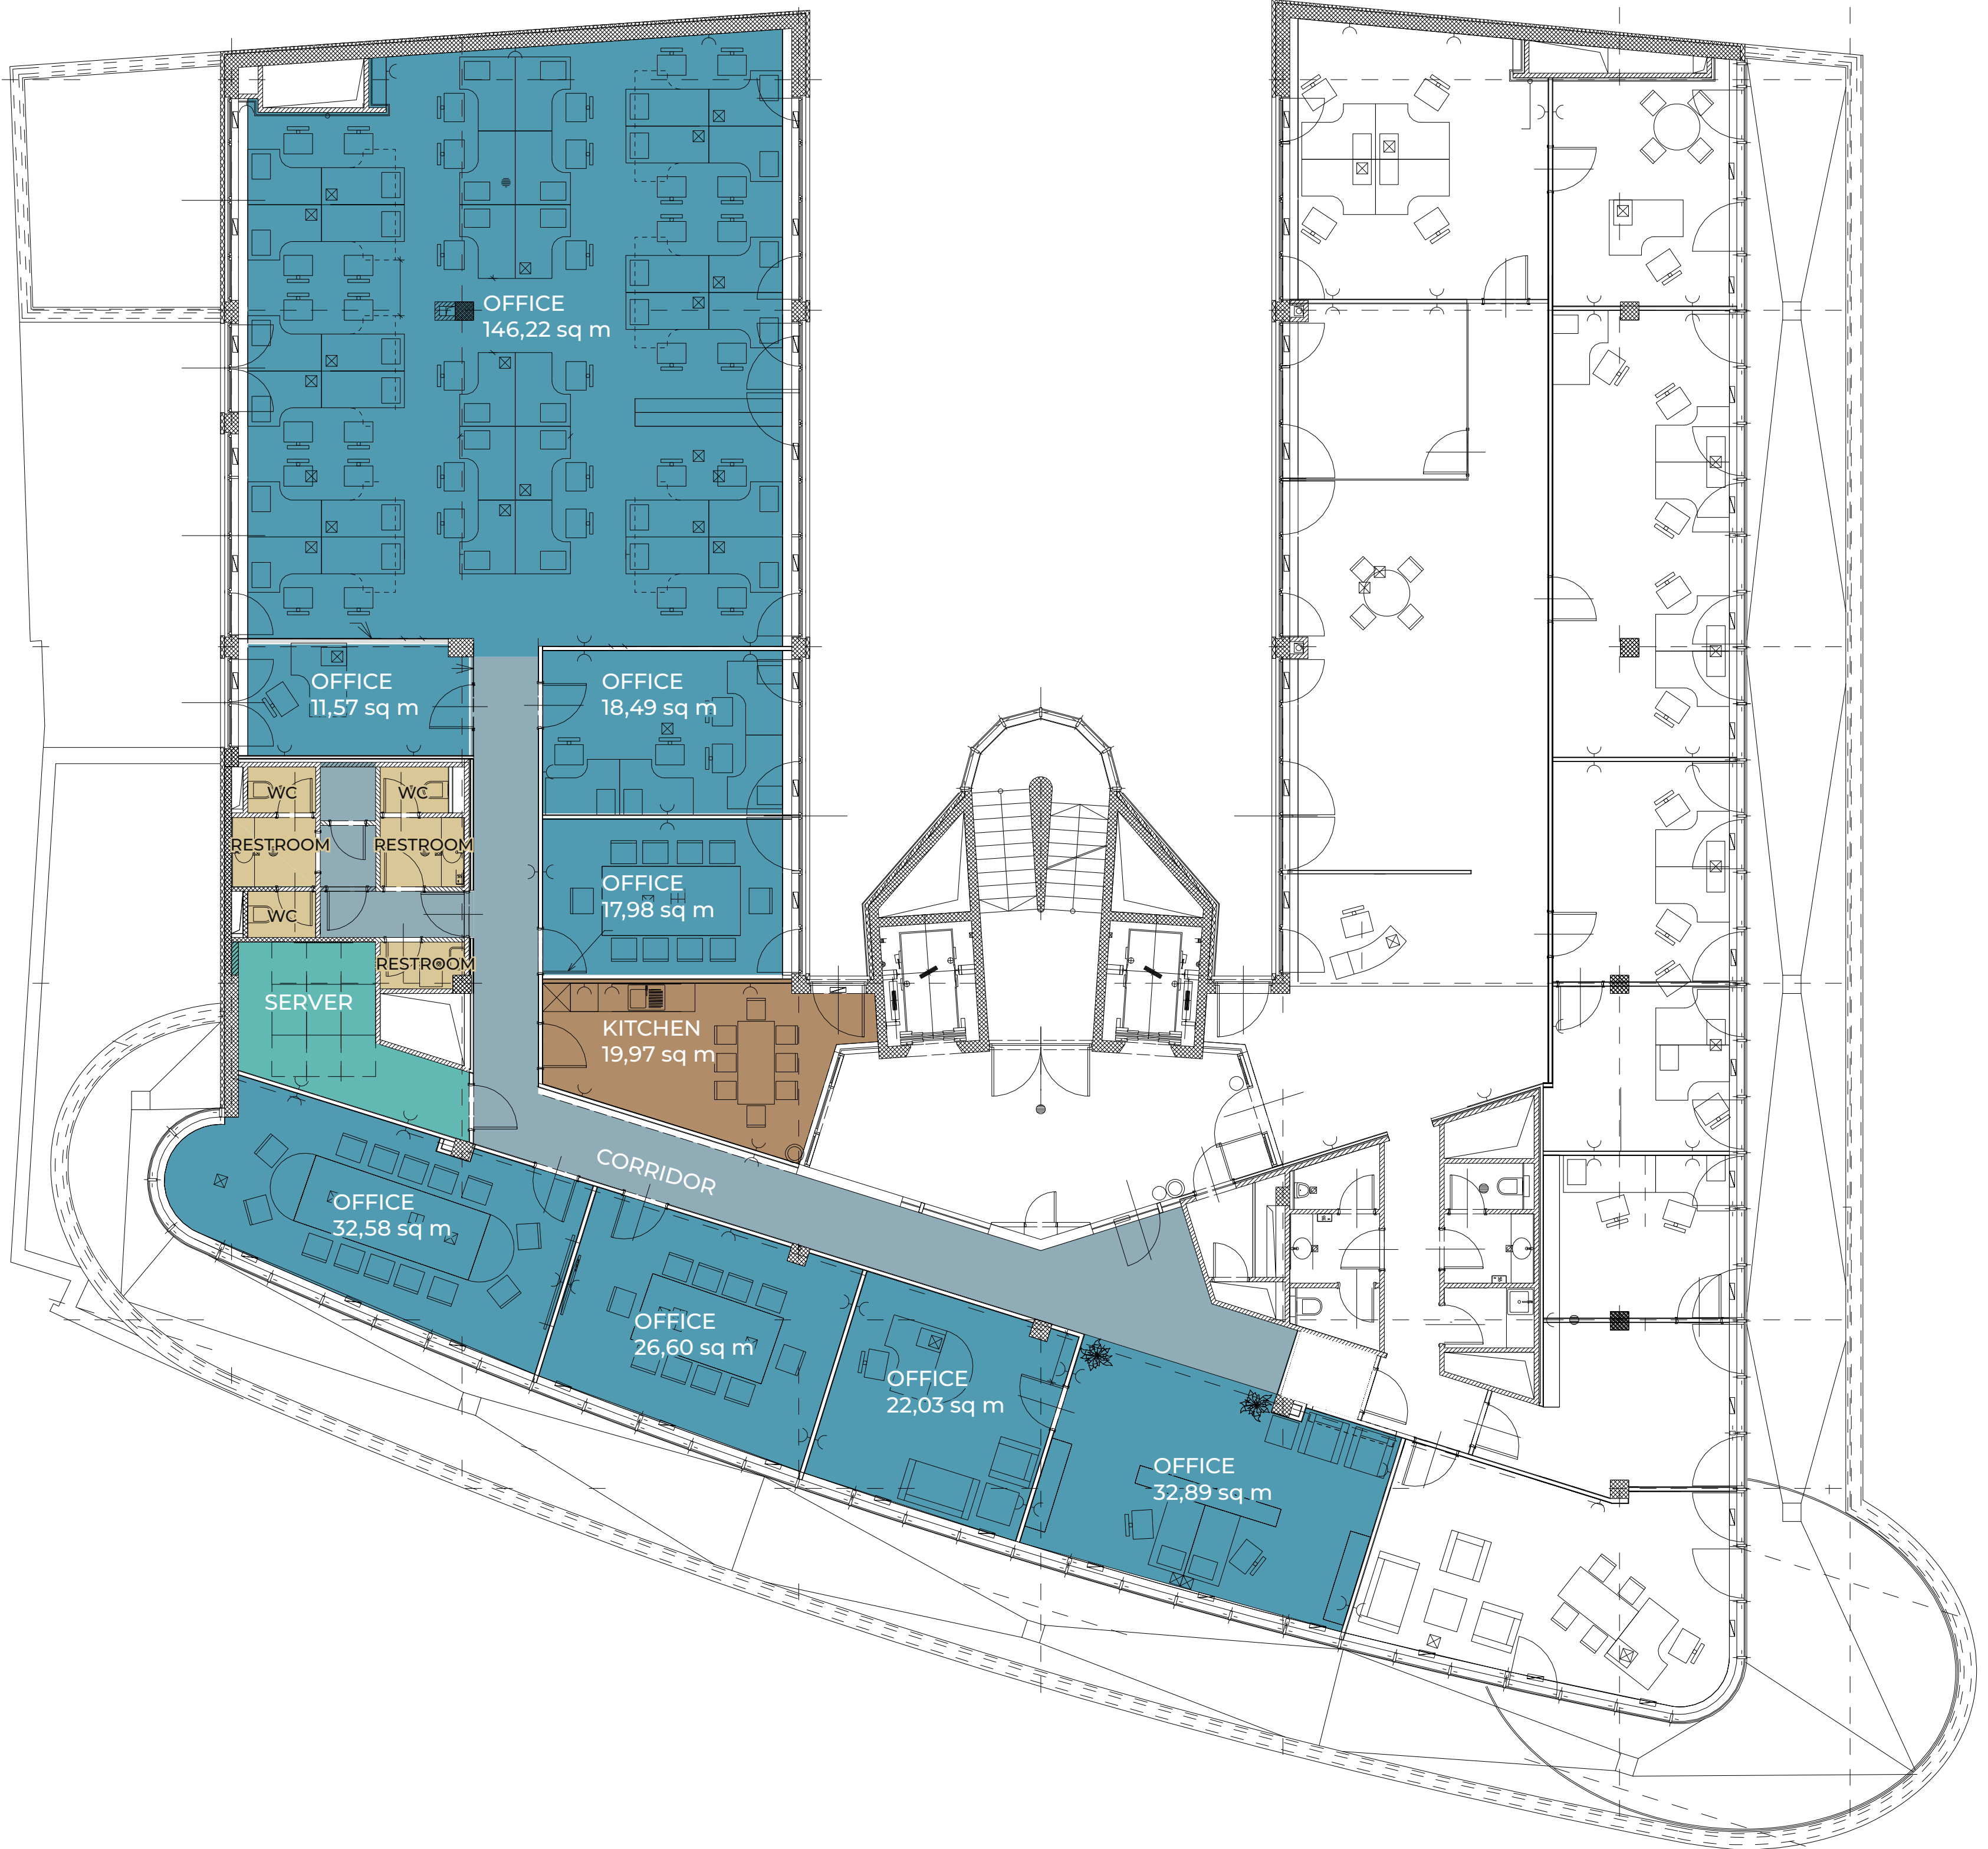 OFFICE
146,22 sq m
OFFICE
11,57 sq m
OFFICE
18,49 sq m
WC
WC
RESTROOM
RESTROOM
OFFICE
17,98 sq m
WC
RESTROOM
SERVER
KITCHEN
19,97 sq m
CORRIDOR
OFFICE
32,58 sq m
OFFICE
26,60 sq m
OFFICE
22,03 sq m
OFFICE
32,89 sq m